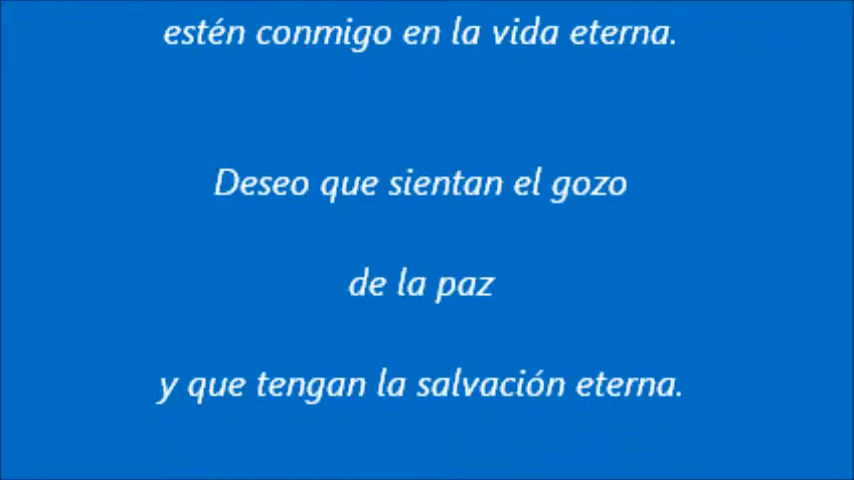 estén conmigo en la vida eterna.
Deseo que sientan el gozo
de la paz
y que tengan la salvación eterna.